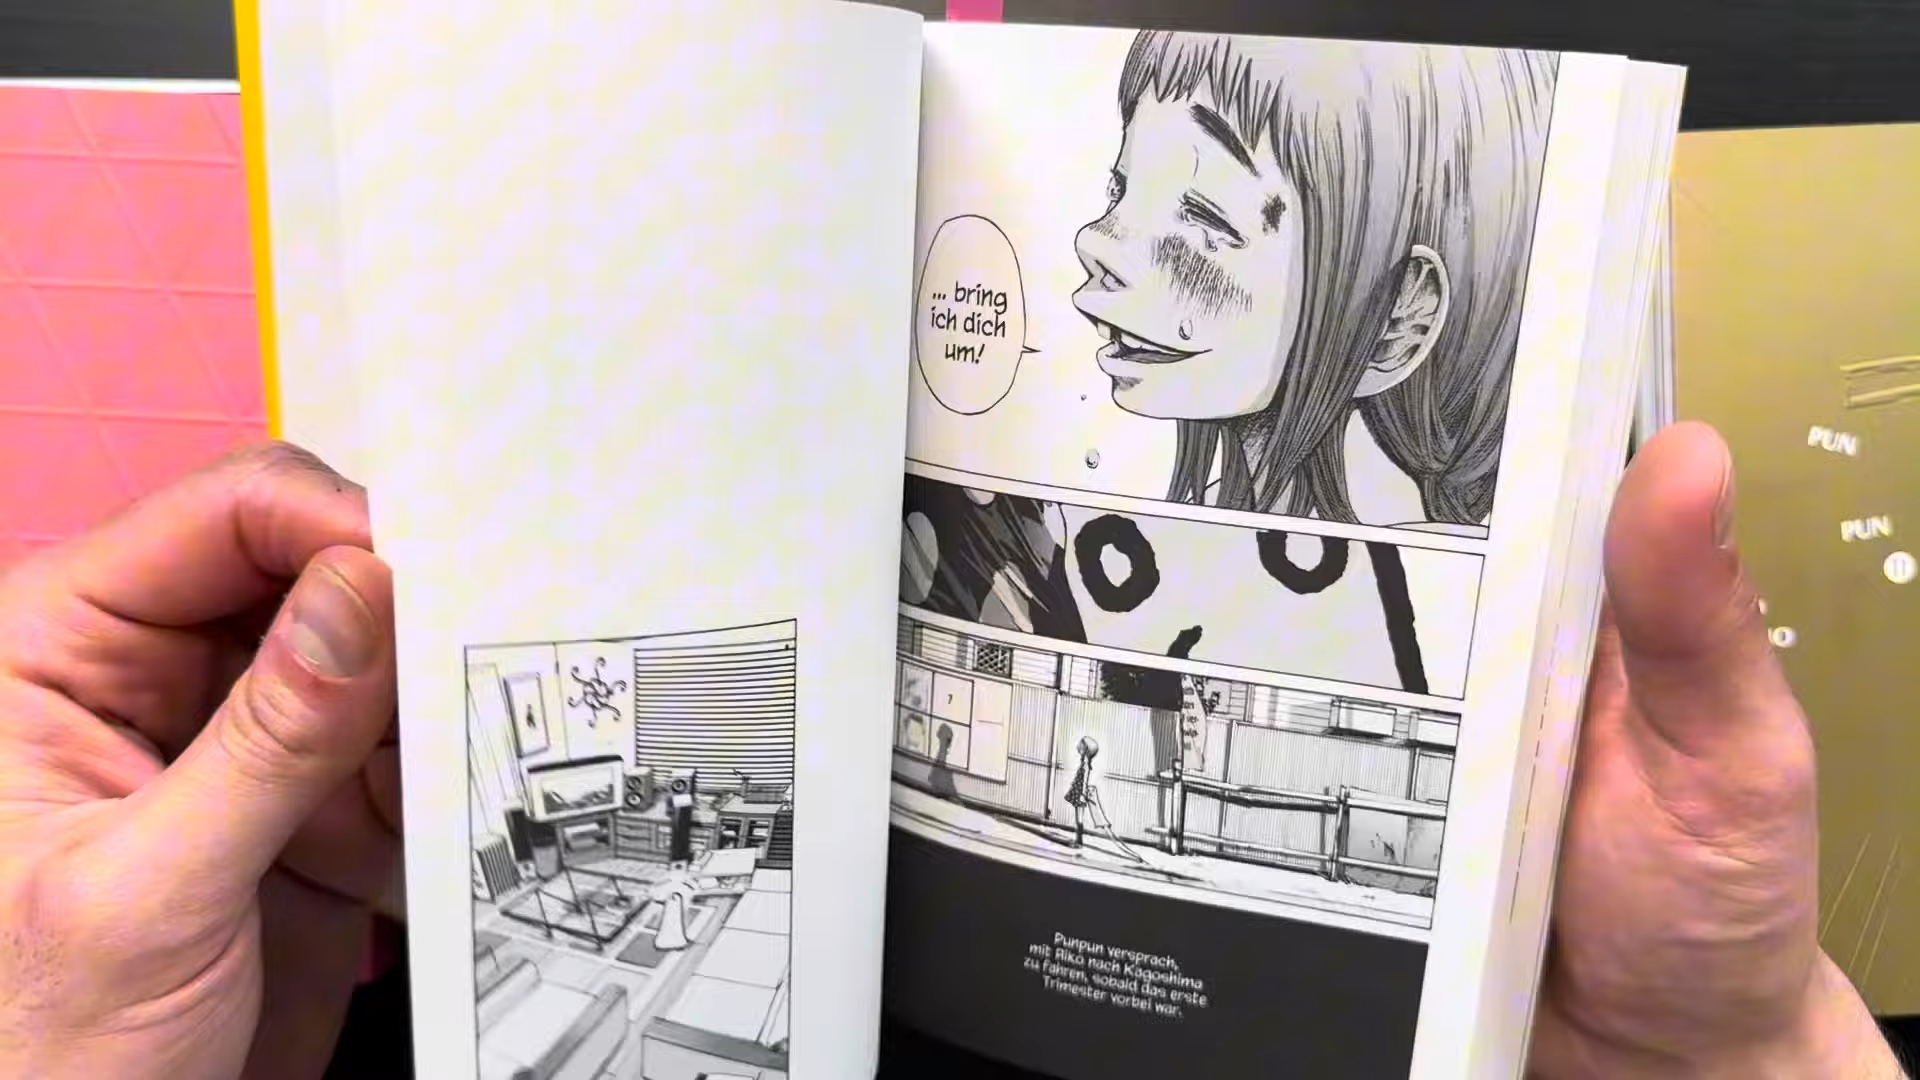 ... bring
ich dich
um!
7
Punpun versprach,
mit Aiko nach Kagoshima
zu fahren, sobald das erste
Trimester vorbei war.
PUN
PUN